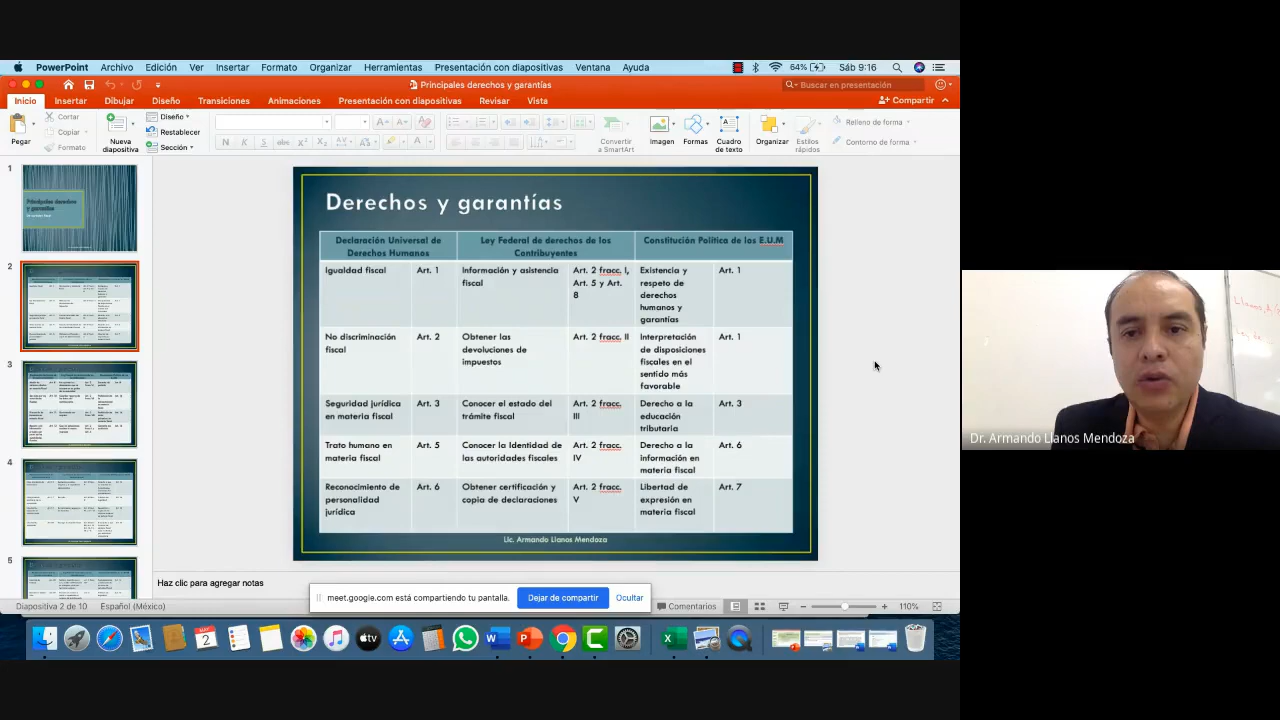 PowerPoint Archivo Edición Ver Insertar Formato Organizar Herramientas Presentación con diapositivas Ventana Ayuda 64% Sáb 9:16
Principales derechos y garantías
Buscar en presentación
Inicio Insertar Dibujar Diseño Transiciones Animaciones Presentación con diapositivas Revisar Vista Compartir
Pegar
Cortar
Copiar
Formato
Nueva diapositiva
Diseño
Restablecer
Sección
N K S abc X² X₂
Convertir a SmartArt
Imagen
Formas
Cuadro de texto
Organizar
Estilos rápidos
Relleno de forma
Contorno de forma
1
Principales derechos
y garantías
2
3
4
5
Derechos y garantías
Declaración Universal de
Derechos Humanos
Ley Federal de derechos de los
Contribuyentes
Constitución Política de los E.U.M
Igualdad fiscal
Art. 1
Información y asistencia
fiscal
Art. 2 fracc. I,
Art. 5 y Art.
8
Existencia y
respeto de
derechos
humanos y
garantías
Art. 1
No discriminación
fiscal
Art. 2
Obtener las
devoluciones de
impuestos
Art. 2 fracc. II
Interpretación
de disposiciones
fiscales en el
sentido más
favorable
Art. 1
Seguridad jurídica
en materia fiscal
Art. 3
Conocer el estado del
trámite fiscal
Art. 2 fracc.
III
Derecho a la
educación
tributaria
Art. 3
Trato humano en
materia fiscal
Art. 5
Conocer la Identidad de
las autoridades fiscales
Art. 2 fracc.
IV
Derecho a la
información en
materia fiscal
Art. 6
Reconocimiento de
personalidad
jurídica
Art. 6
Obtener certificación y
copia de declaraciones
Art. 2 fracc.
V
Libertad de
expresión en
materia fiscal
Art. 7
Lic. Armando Llanos Mendoza
Haz clic para agregar notas
meet.google.com está compartiendo tu pantalla. Dejar de compartir Ocultar
Diapositiva 2 de 10 Español (México) Comentarios 110%
Dr. Armando Llanos Mendoza